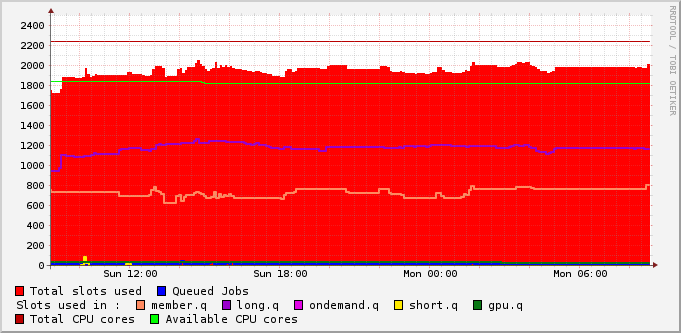 RRDTOOL / TOBI OETIKER
2400
2200
2000
1800
1600
1400
1200
1000
800
600
400
200
0
Sun 12:00 Sun 18:00 Mon 00:00 Mon 06:00
Total slots used Queued Jobs
Slots used in : member.q long.q ondemand.q short.q gpu.q
Total CPU cores Available CPU cores